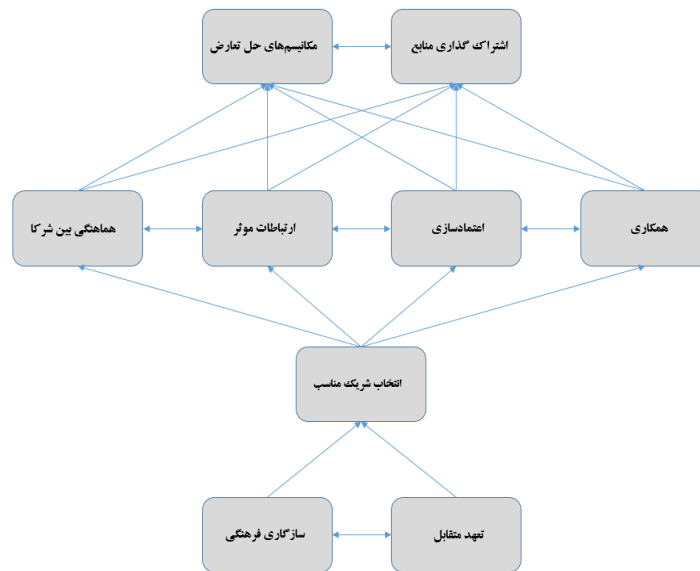 اشتراک گذاری منابع
مکانیسم‌های حل تعارض
همکاری
اعتمادسازی
ارتباطات موثر
هماهنگی بین شرکا
انتخاب شریک مناسب
تعهد متقابل
سازگاری فرهنگی